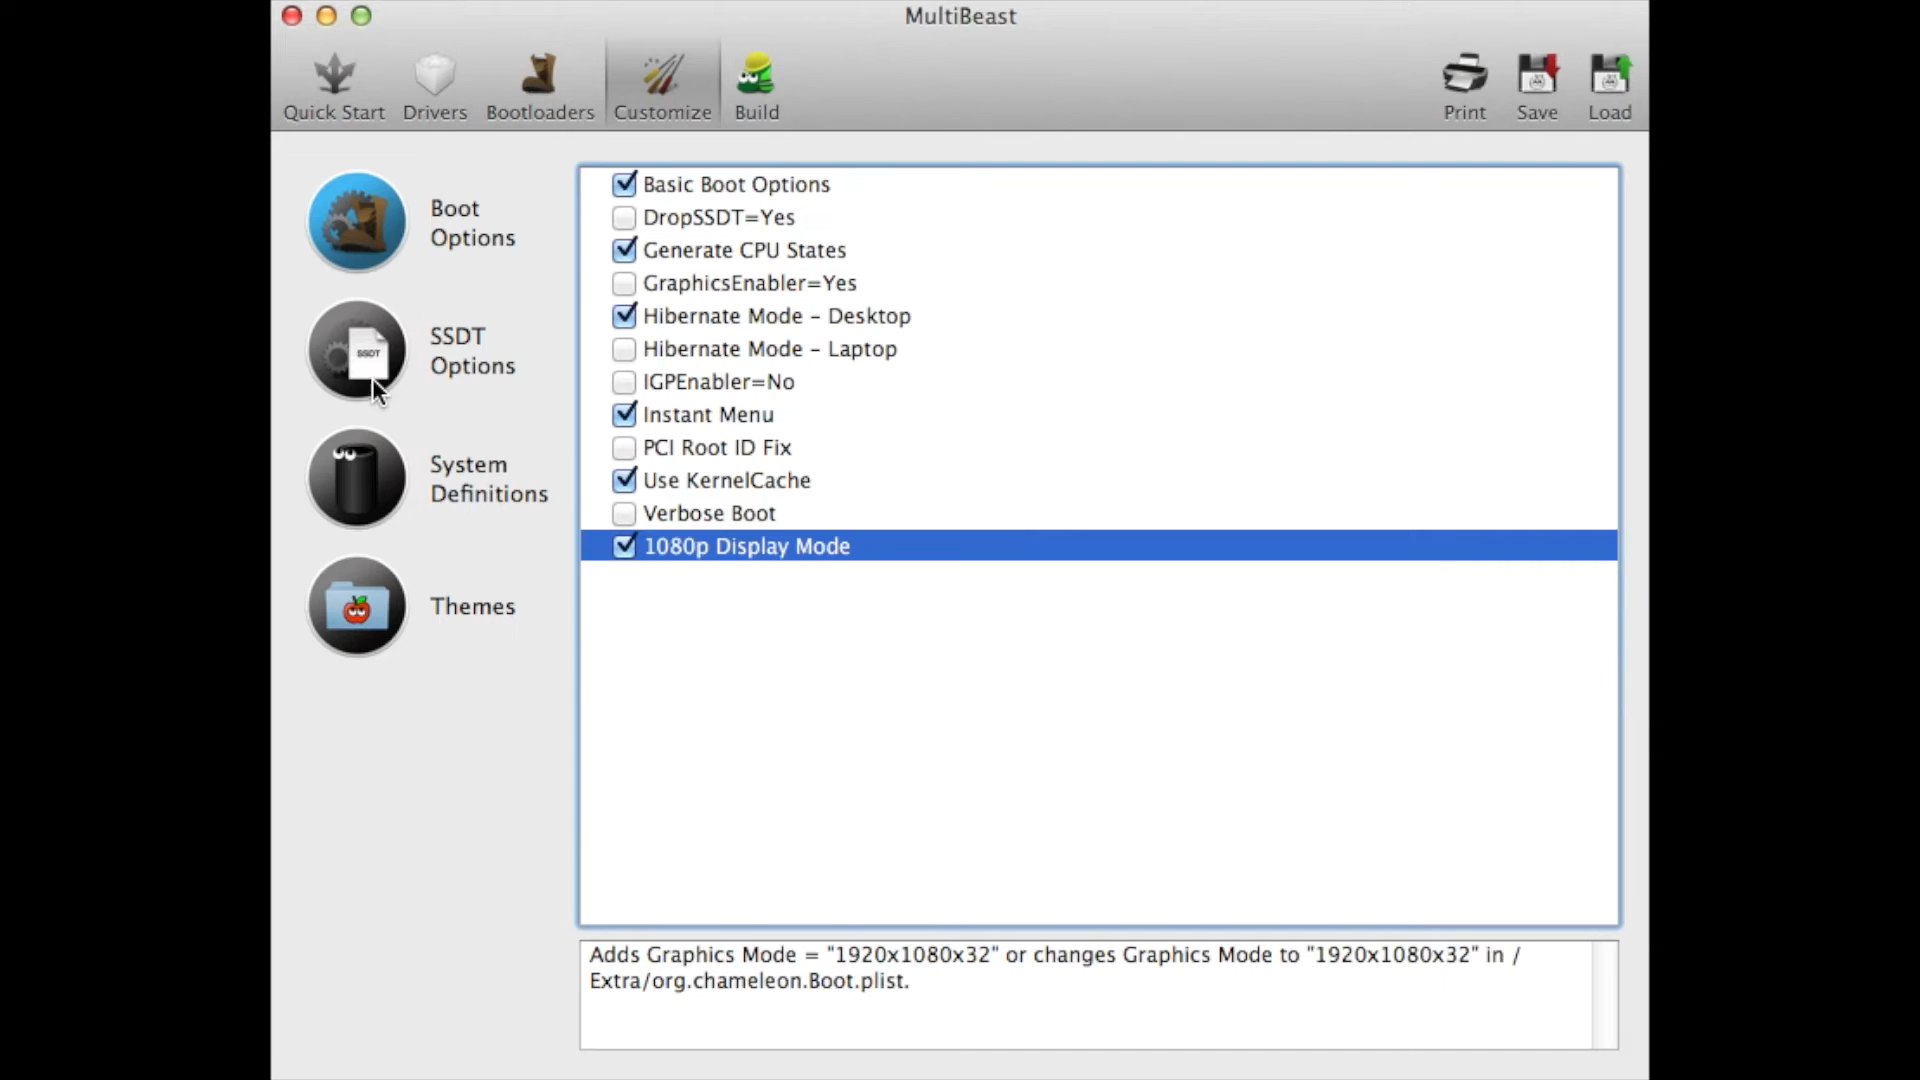 MultiBeast
Quick Start
Drivers
Bootloaders
Customize
Build
Print
Save
Load
Boot
Options
SSDT
SSDT
Options
System
Definitions
Themes
Basic Boot Options
DropSSDT=Yes
Generate CPU States
GraphicsEnabler=Yes
Hibernate Mode – Desktop
Hibernate Mode – Laptop
IGPEnabler=No
Instant Menu
PCI Root ID Fix
Use KernelCache
Verbose Boot
1080p Display Mode
Adds Graphics Mode = "1920x1080x32" or changes Graphics Mode to "1920x1080x32" in /
Extra/org.chameleon.Boot.plist.